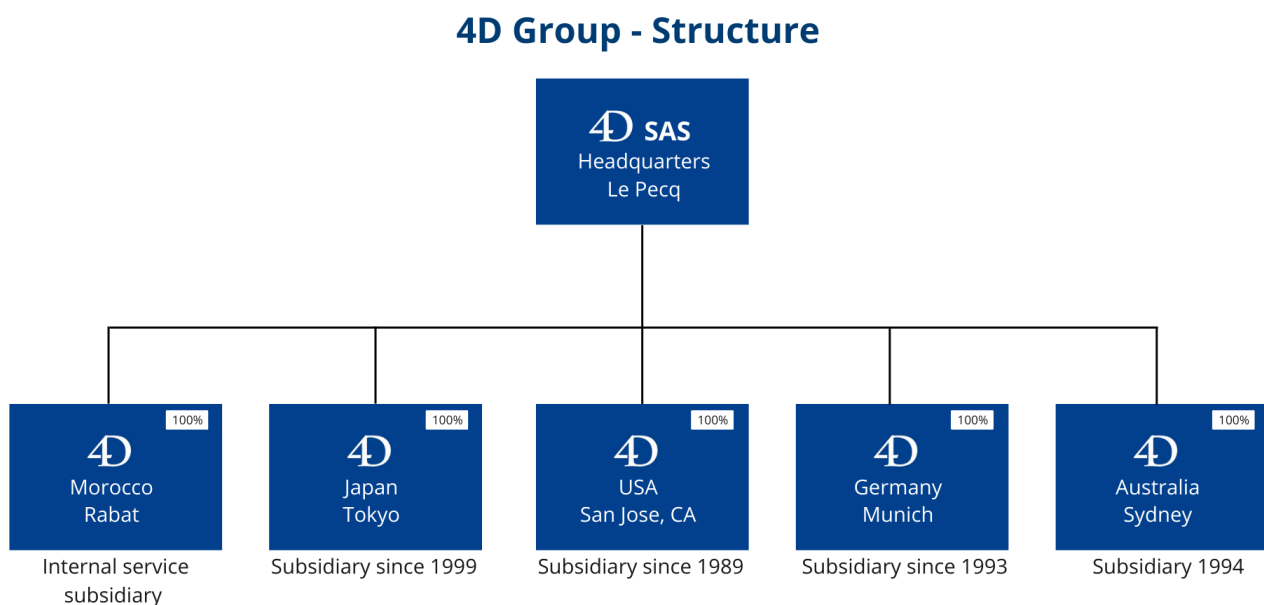 4D Group - Structure
4D SAS
Headquarters
Le Pecq
100%
4D
Morocco
Rabat
Internal service
subsidiary
100%
4D
Japan
Tokyo
Subsidiary since 1999
100%
4D
USA
San Jose, CA
Subsidiary since 1989
100%
4D
Germany
Munich
Subsidiary since 1993
100%
4D
Australia
Sydney
Subsidiary 1994